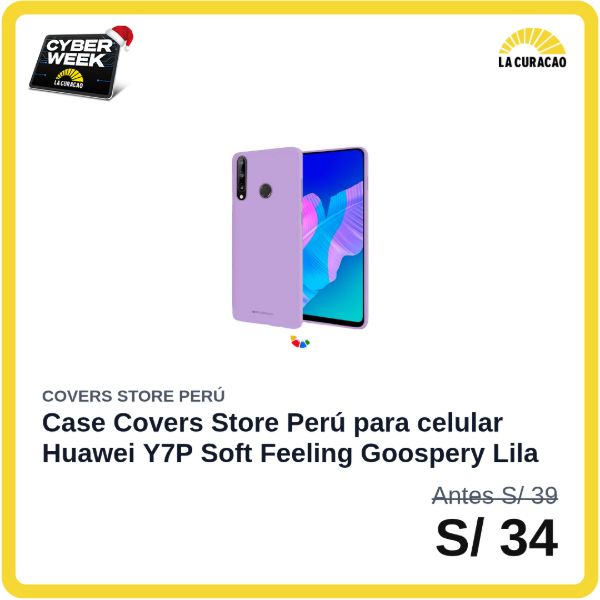 CYBER
WEEK
LA CURACAO
LA CURACAO
COVERS STORE PERÚ
Case Covers Store Perú para celular
Huawei Y7P Soft Feeling Goospery Lila
Antes S/ 39
S/ 34